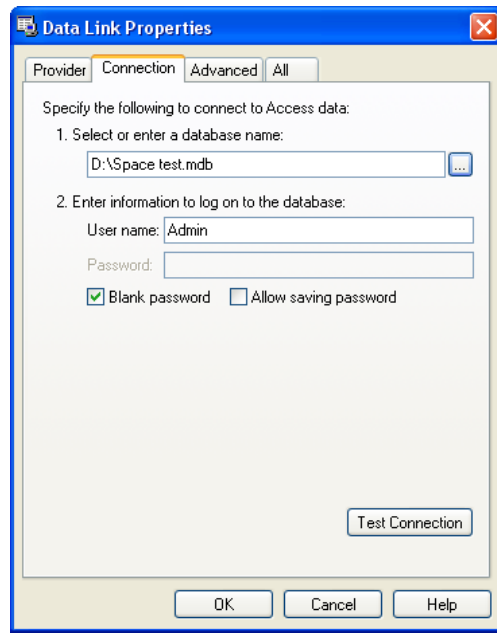 Data Link Properties
Provider Connection Advanced All
Specify the following to connect to Access data:
1. Select or enter a database name:
D:\Space test.mdb ...
2. Enter information to log on to the database:
User name: Admin
Password:
Blank password Allow saving password
Test Connection
OK Cancel Help